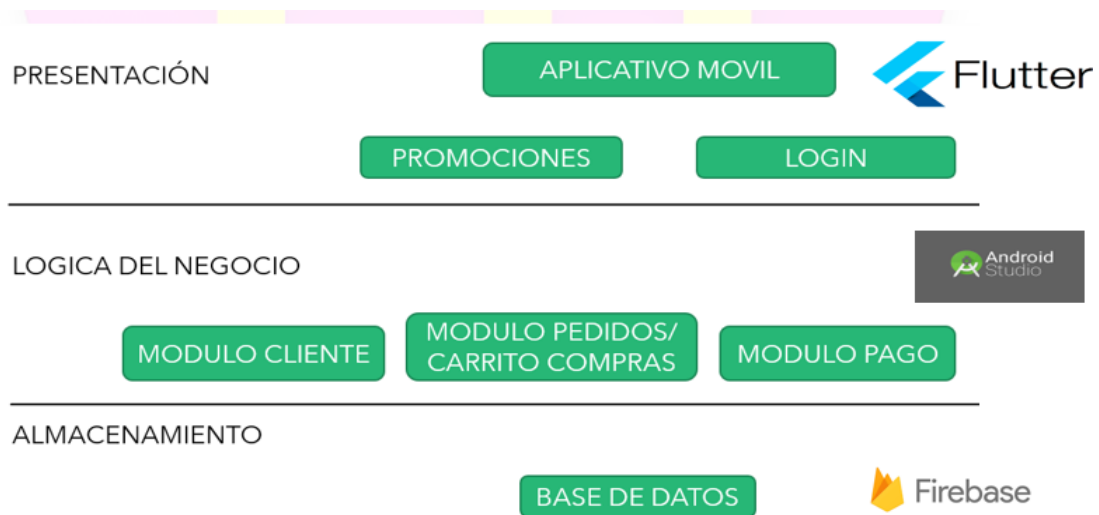 PRESENTACIÓN
APLICATIVO MOVIL
Flutter
PROMOCIONES
LOGIN
LOGICA DEL NEGOCIO
Android
Studio
MODULO CLIENTE
MODULO PEDIDOS/
CARRITO COMPRAS
MODULO PAGO
ALMACENAMIENTO
BASE DE DATOS
Firebase